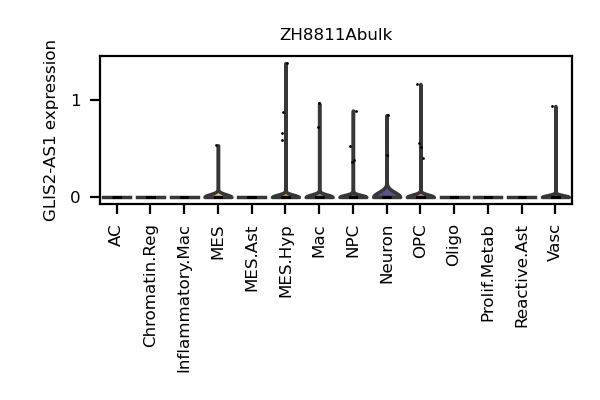 ZH8811Abulk
GLIS2-AS1 expression
1
0
AC
Chromatin.Reg
Inflammatory.Mac
MES
MES.Ast
MES.Hyp
Mac
NPC
Neuron
OPC
Oligo
Prolif.Metab
Reactive.Ast
Vasc